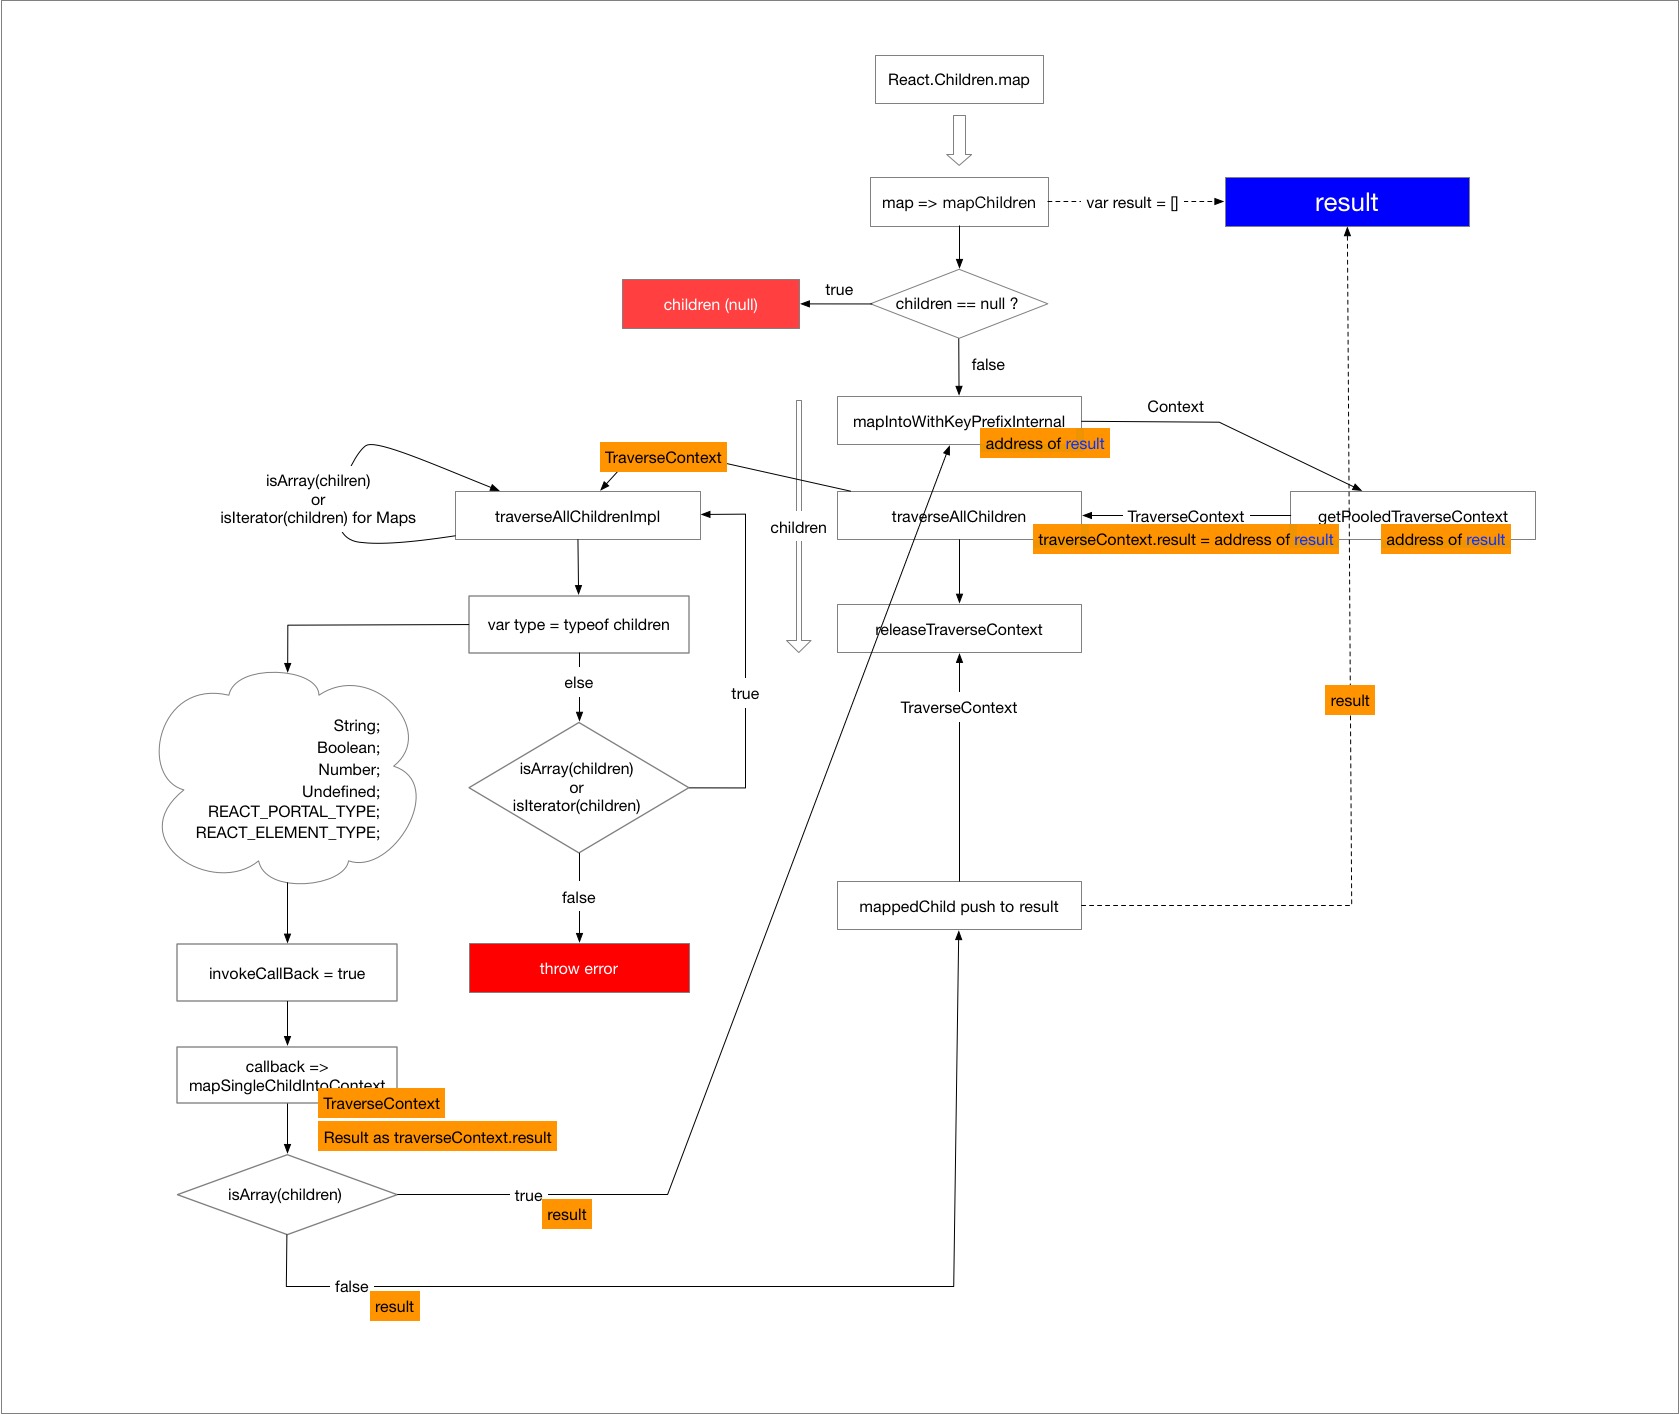 React.Children.map
map => mapChildren
var result = []
result
true
children (null)
children == null ?
false
mapIntoWithKeyPrefixInternal
address of result
Context
TraverseContext
isArray(chilren)
or
isIterator(children) for Maps
traverseAllChildrenImpl
children
traverseAllChildren
TraverseContext
getPooledTraverseContext
traverseContext.result = address of result
address of result
var type = typeof children
releaseTraverseContext
else
true
TraverseContext
result
String;
Boolean;
Number;
Undefined;
REACT_PORTAL_TYPE;
REACT_ELEMENT_TYPE;
isArray(children)
or
isIterator(children)
false
mappedChild push to result
invokeCallBack = true
throw error
callback =>
mapSingleChildIntoContext
TraverseContext
Result as traverseContext.result
isArray(children)
true
result
false
result